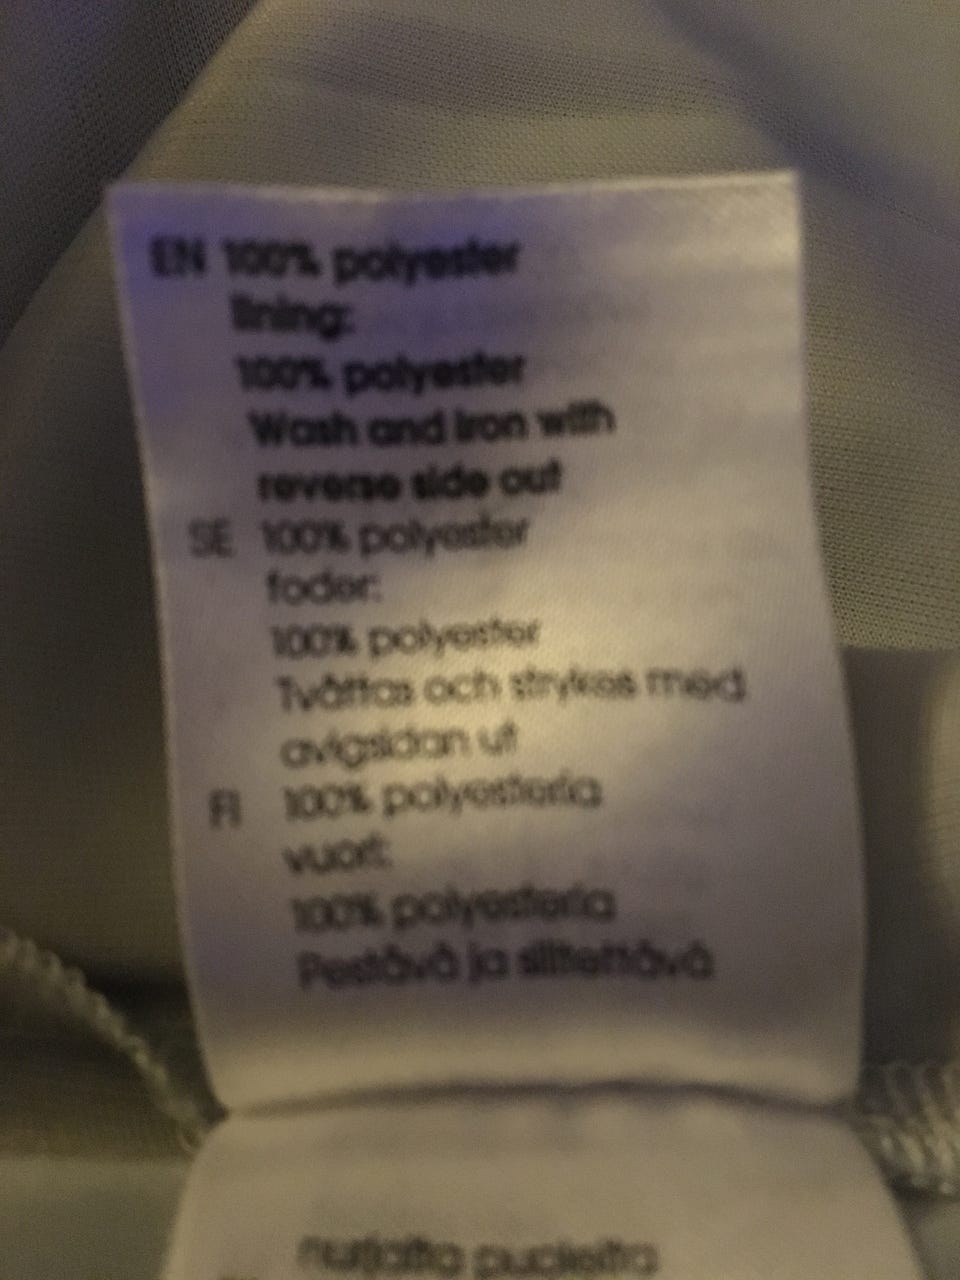 EN 100% polyester
lining:
100% polyester
Wash and iron with
reverse side out
SE 100% polyester
foder:
100% polyester
Tvättas och strykes med
avigsidan ut
FI 100% polyesteria
vuori:
100% polyesteria
Pestävä ja silitettävä
nurjalta puolelta